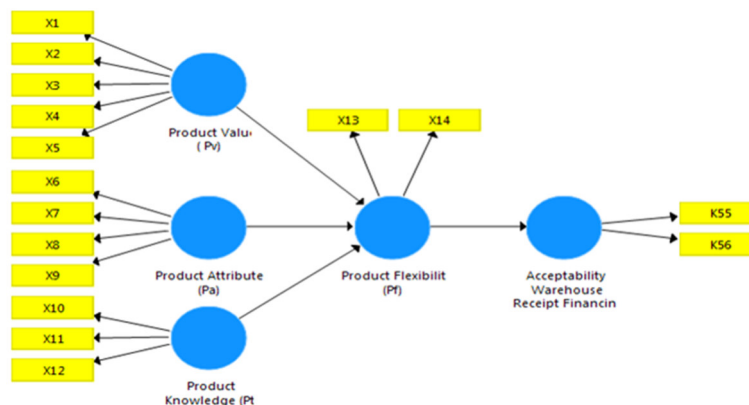 X1
X2
X3
X4
X5
Product Valu
( Pv)
X6
X7
X8
X9
Product Attribute
(Pa)
X10
X11
X12
Product
Knowledge (Pt
X13
X14
Product Flexibilit
(Pf)
Acceptability
Warehouse
Receipt Financin
K55
K56